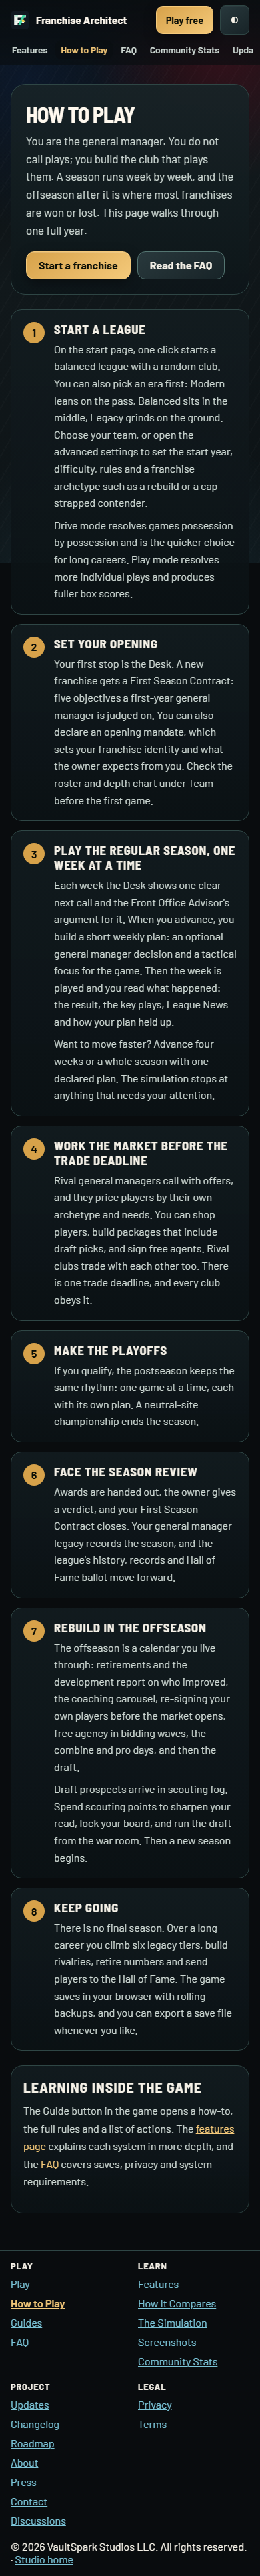 Franchise Architect
Play free
Features How to Play FAQ Community Stats Upda
HOW TO PLAY
You are the general manager. You do not
call plays; you build the club that plays
them. A season runs week by week, and the
offseason after it is where most franchises
are won or lost. This page walks through
one full year.
Start a franchise
Read the FAQ
1
START A LEAGUE
On the start page, one click starts a
balanced league with a random club.
You can also pick an era first: Modern
leans on the pass, Balanced sits in the
middle, Legacy grinds on the ground.
Choose your team, or open the
advanced settings to set the start year,
difficulty, rules and a franchise
archetype such as a rebuild or a cap-
strapped contender.
Drive mode resolves games possession
by possession and is the quicker choice
for long careers. Play mode resolves
more individual plays and produces
fuller box scores.
2
SET YOUR OPENING
Your first stop is the Desk. A new
franchise gets a First Season Contract:
five objectives a first-year general
manager is judged on. You can also
declare an opening mandate, which
sets your franchise identity and what
the owner expects from you. Check the
roster and depth chart under Team
before the first game.
3
PLAY THE REGULAR SEASON, ONE
WEEK AT A TIME
Each week the Desk shows one clear
next call and the Front Office Advisor's
argument for it. When you advance, you
build a short weekly plan: an optional
general manager decision and a tactical
focus for the game. Then the week is
played and you read what happened:
the result, the key plays, League News
and how your plan held up.
Want to move faster? Advance four
weeks or a whole season with one
declared plan. The simulation stops at
anything that needs your attention.
4
WORK THE MARKET BEFORE THE
TRADE DEADLINE
Rival general managers call with offers,
and they price players by their own
archetype and needs. You can shop
players, build packages that include
draft picks, and sign free agents. Rival
clubs trade with each other too. There
is one trade deadline, and every club
obeys it.
5
MAKE THE PLAYOFFS
If you qualify, the postseason keeps the
same rhythm: one game at a time, each
with its own plan. A neutral-site
championship ends the season.
6
FACE THE SEASON REVIEW
Awards are handed out, the owner gives
a verdict, and your First Season
Contract closes. Your general manager
legacy records the season, and the
league's history, records and Hall of
Fame ballot move forward.
7
REBUILD IN THE OFFSEASON
The offseason is a calendar you live
through: retirements and the
development report on who improved,
the coaching carousel, re-signing your
own players before the market opens,
free agency in bidding waves, the
combine and pro days, and then the
draft.
Draft prospects arrive in scouting fog.
Spend scouting points to sharpen your
read, lock your board, and run the draft
from the war room. Then a new season
begins.
8
KEEP GOING
There is no final season. Over a long
career you climb six legacy tiers, build
rivalries, retire numbers and send
players to the Hall of Fame. The game
saves in your browser with rolling
backups, and you can export a save file
whenever you like.
LEARNING INSIDE THE GAME
The Guide button in the game opens a how-to,
the full rules and a list of actions. The features
page explains each system in more depth, and
the FAQ covers saves, privacy and system
requirements.
PLAY
Play
How to Play
Guides
FAQ
LEARN
Features
How It Compares
The Simulation
Screenshots
Community Stats
PROJECT
Updates
Changelog
Roadmap
About
Press
Contact
Discussions
LEGAL
Privacy
Terms
© 2026 VaultSpark Studios LLC. All rights reserved.
· Studio home